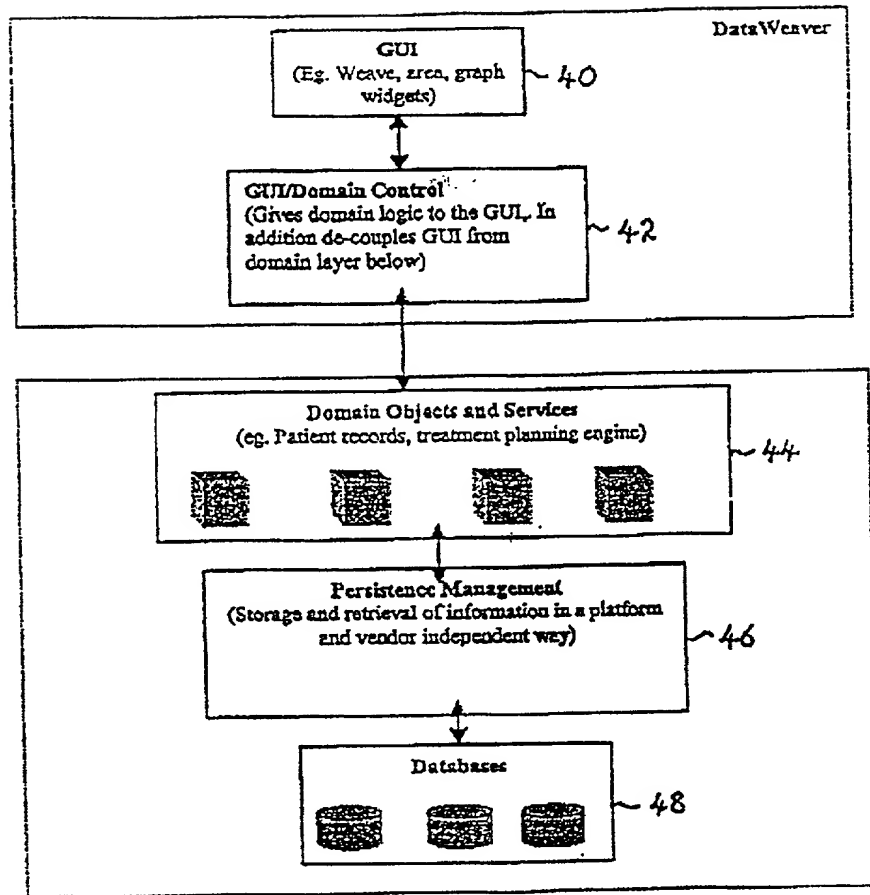 DataWeaver
GUI
(Eg. Weave, area, graph
widgets)
40
GUI/Domain Control
(Gives domain logic to the GUI. In
addition de-couples GUI from
domain layer below)
42
Domain Objects and Services
(eg. Patient records, treatment planning engine)
44
Persistence Management
(Storage and retrieval of information in a platform
and vendor independent way)
46
Databases
48